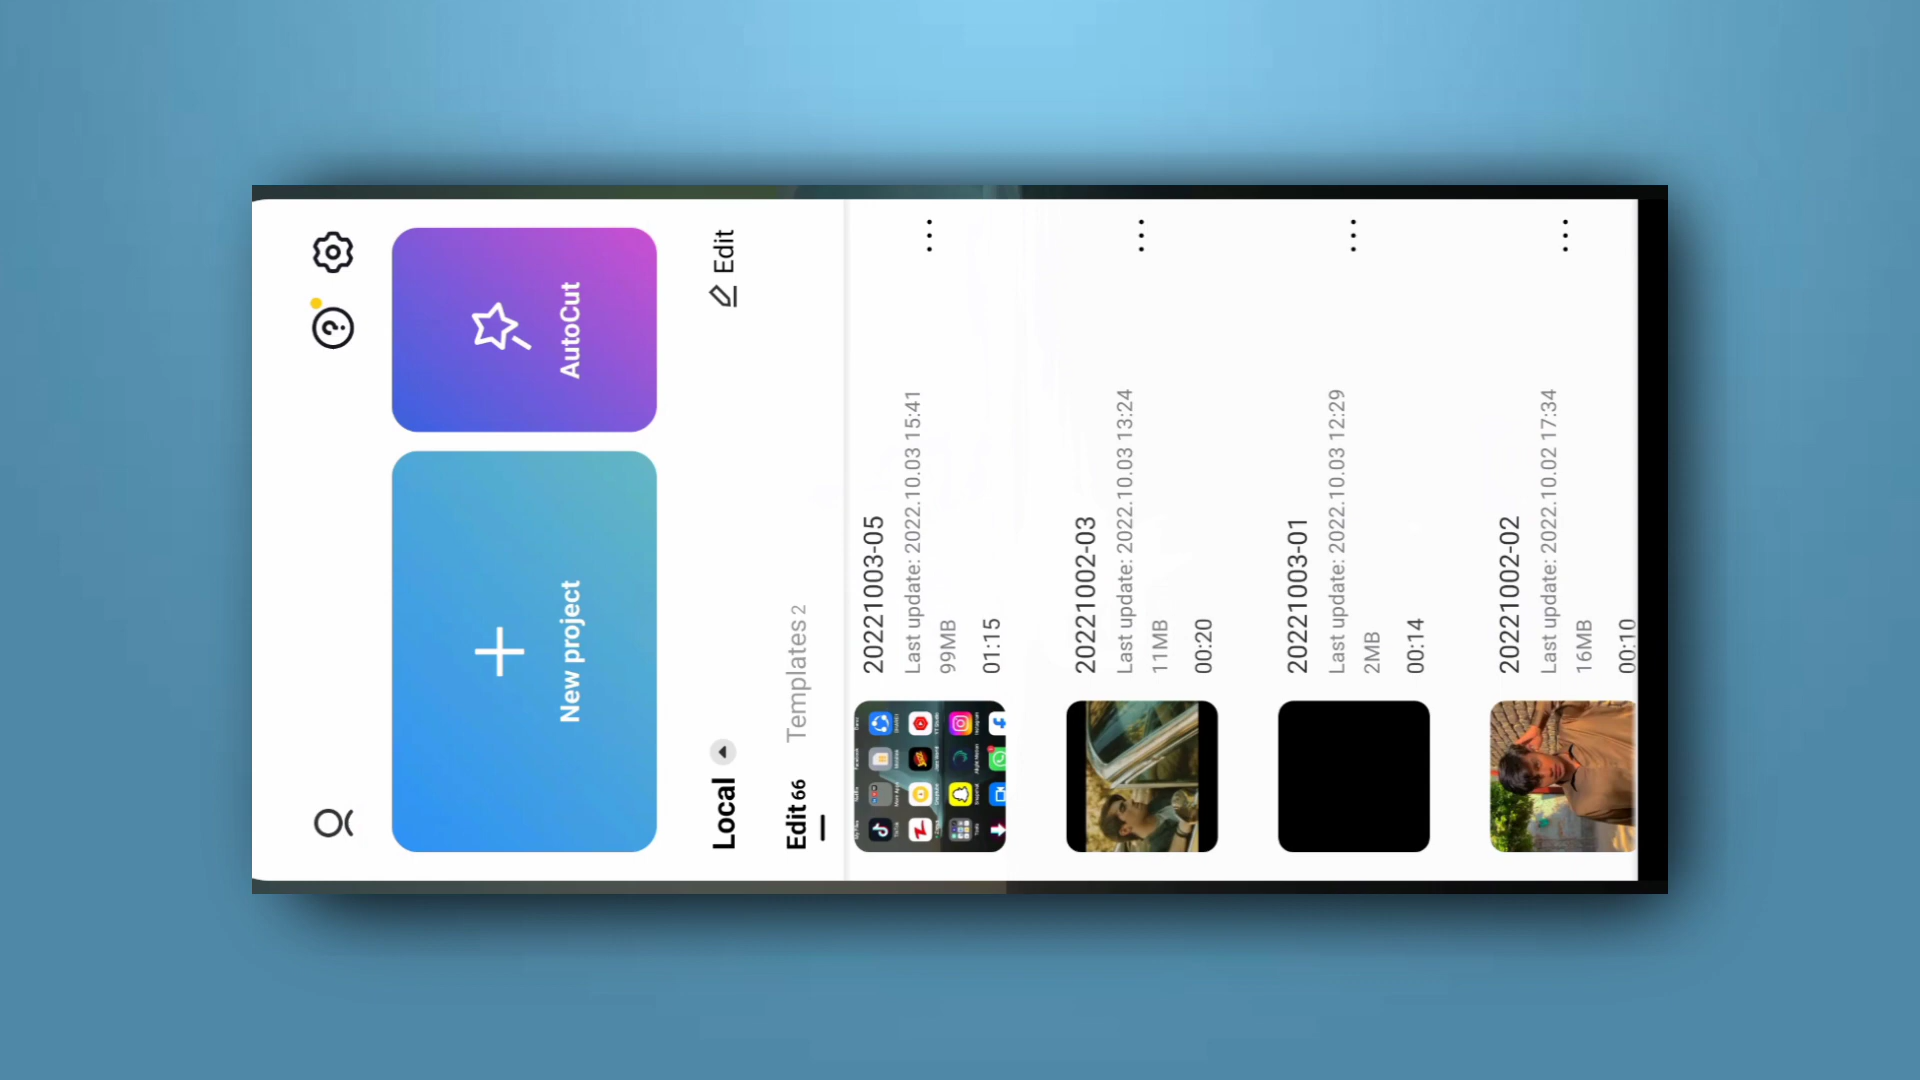 New project
AutoCut
Local
Edit
Edit 66
Templates 2
20221003-05
Last update: 2022.10.03 15:41
99MB
01:15
20221002-03
Last update: 2022.10.03 13:24
11MB
00:20
20221003-01
Last update: 2022.10.03 12:29
2MB
00:14
20221002-02
Last update: 2022.10.02 17:34
16MB
00:10